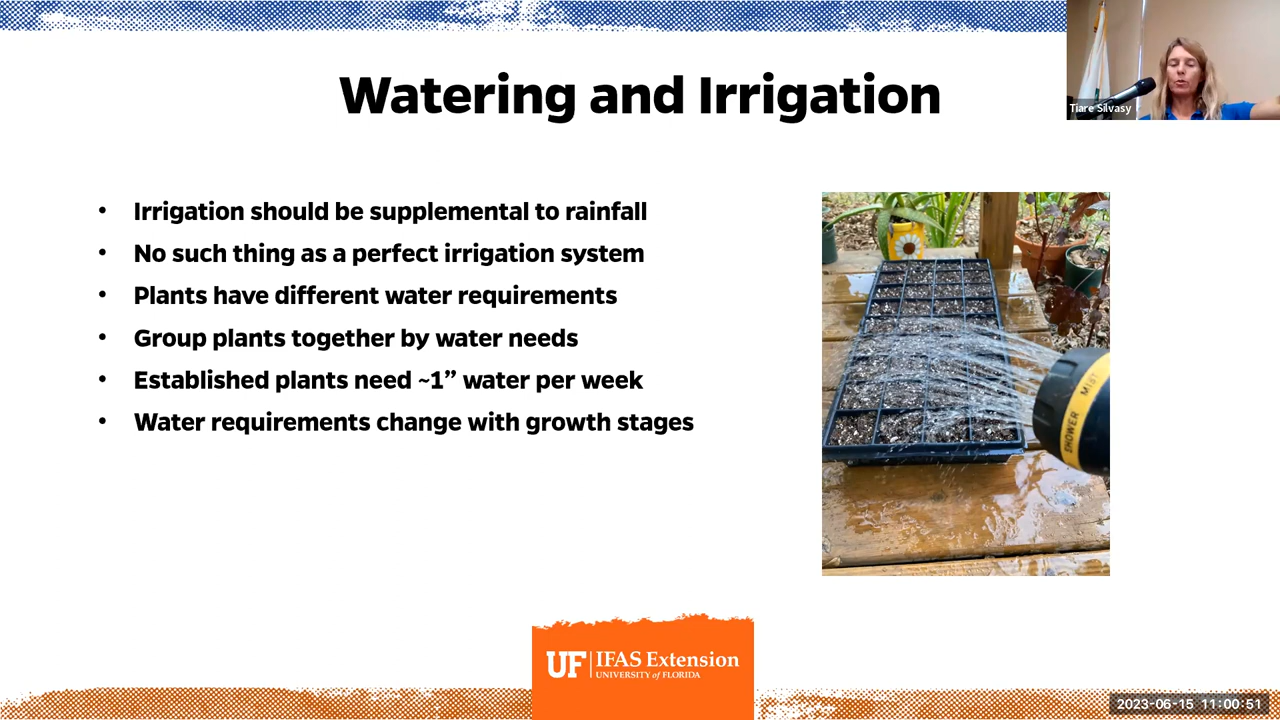 Watering and Irrigation
Tiare Silvasy
• Irrigation should be supplemental to rainfall
• No such thing as a perfect irrigation system
• Plants have different water requirements
• Group plants together by water needs
• Established plants need ~1” water per week
• Water requirements change with growth stages
SHOWER MIST
UF IFAS Extension
UNIVERSITY of FLORIDA
2023-06-15 11:00:51